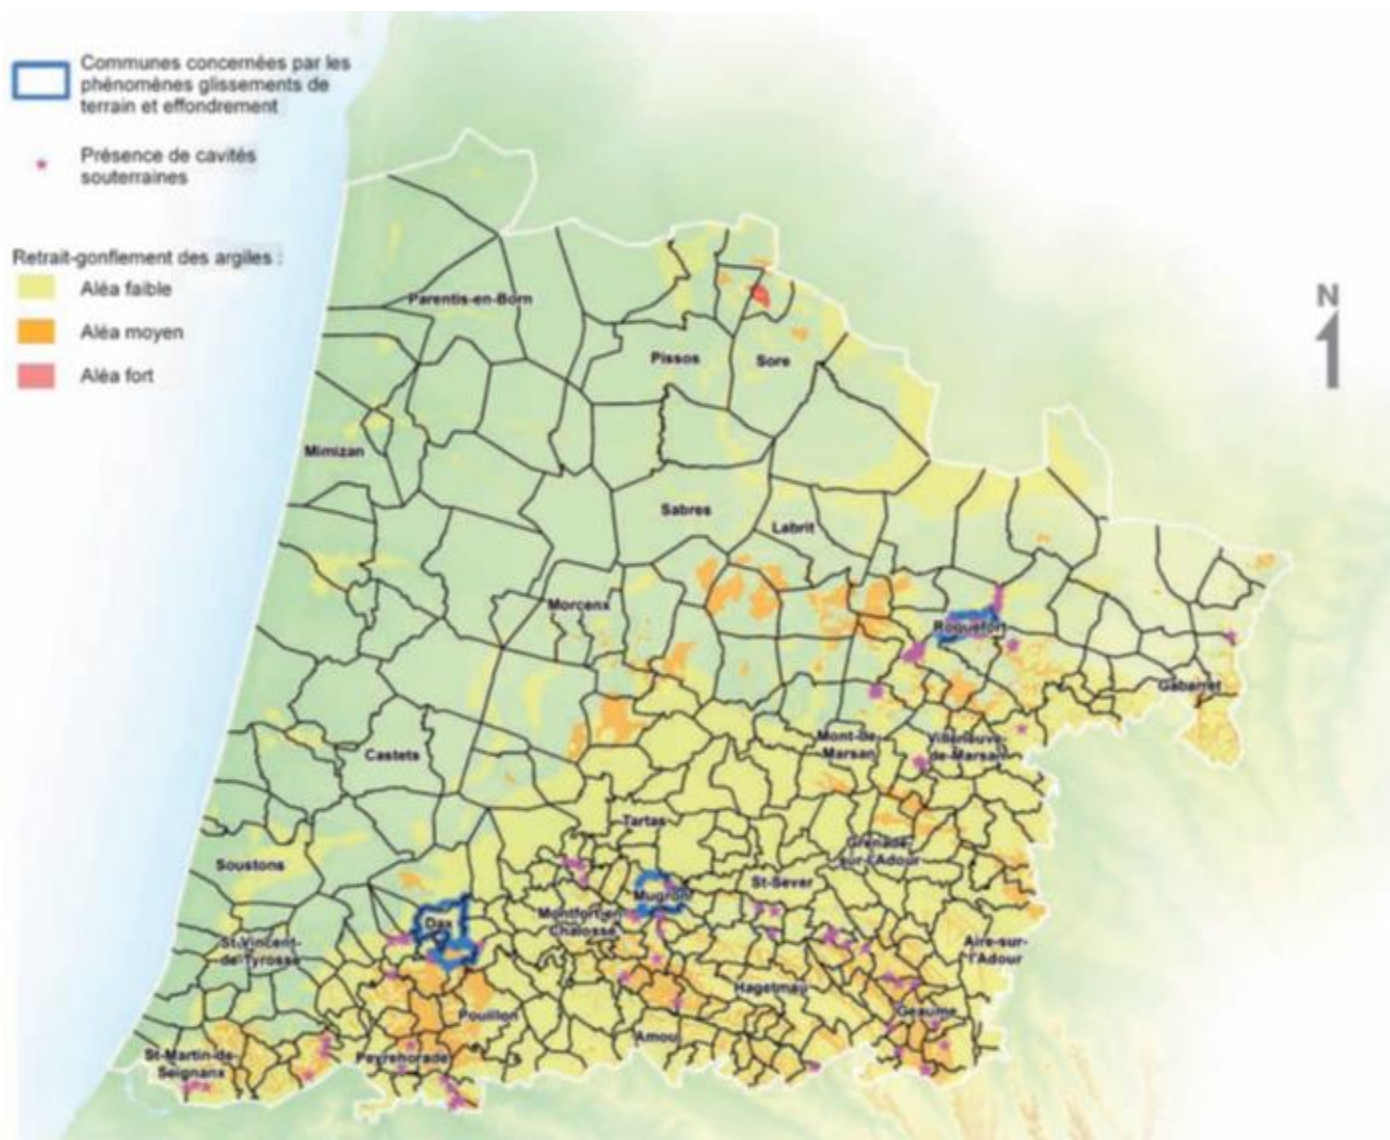 Communes concernées par les
phénomènes glissements de
terrain et effondrement
Présence de cavités
souterraines
Retrait-gonflement des argiles :
Aléa faible
Aléa moyen
Aléa fort
N
Parentis-en-Born
Pissos
Sore
Mimizan
Sabres
Labrit
Morcenx
Roquefort
Gabarret
Castets
Mont-de-
Marsan
Villeneuve-
de-Marsan
Tartas
Grenade-
sur-l'Adour
Soustons
St-Sever
Mugron
Montfort-en-
Chalosse
Dax
St-Vincent-
de-Tyrosse
Aire-sur-
l'Adour
Hagetmau
Geaune
Pouillon
Amou
St-Martin-de-
Seignanx
Peyrehorade